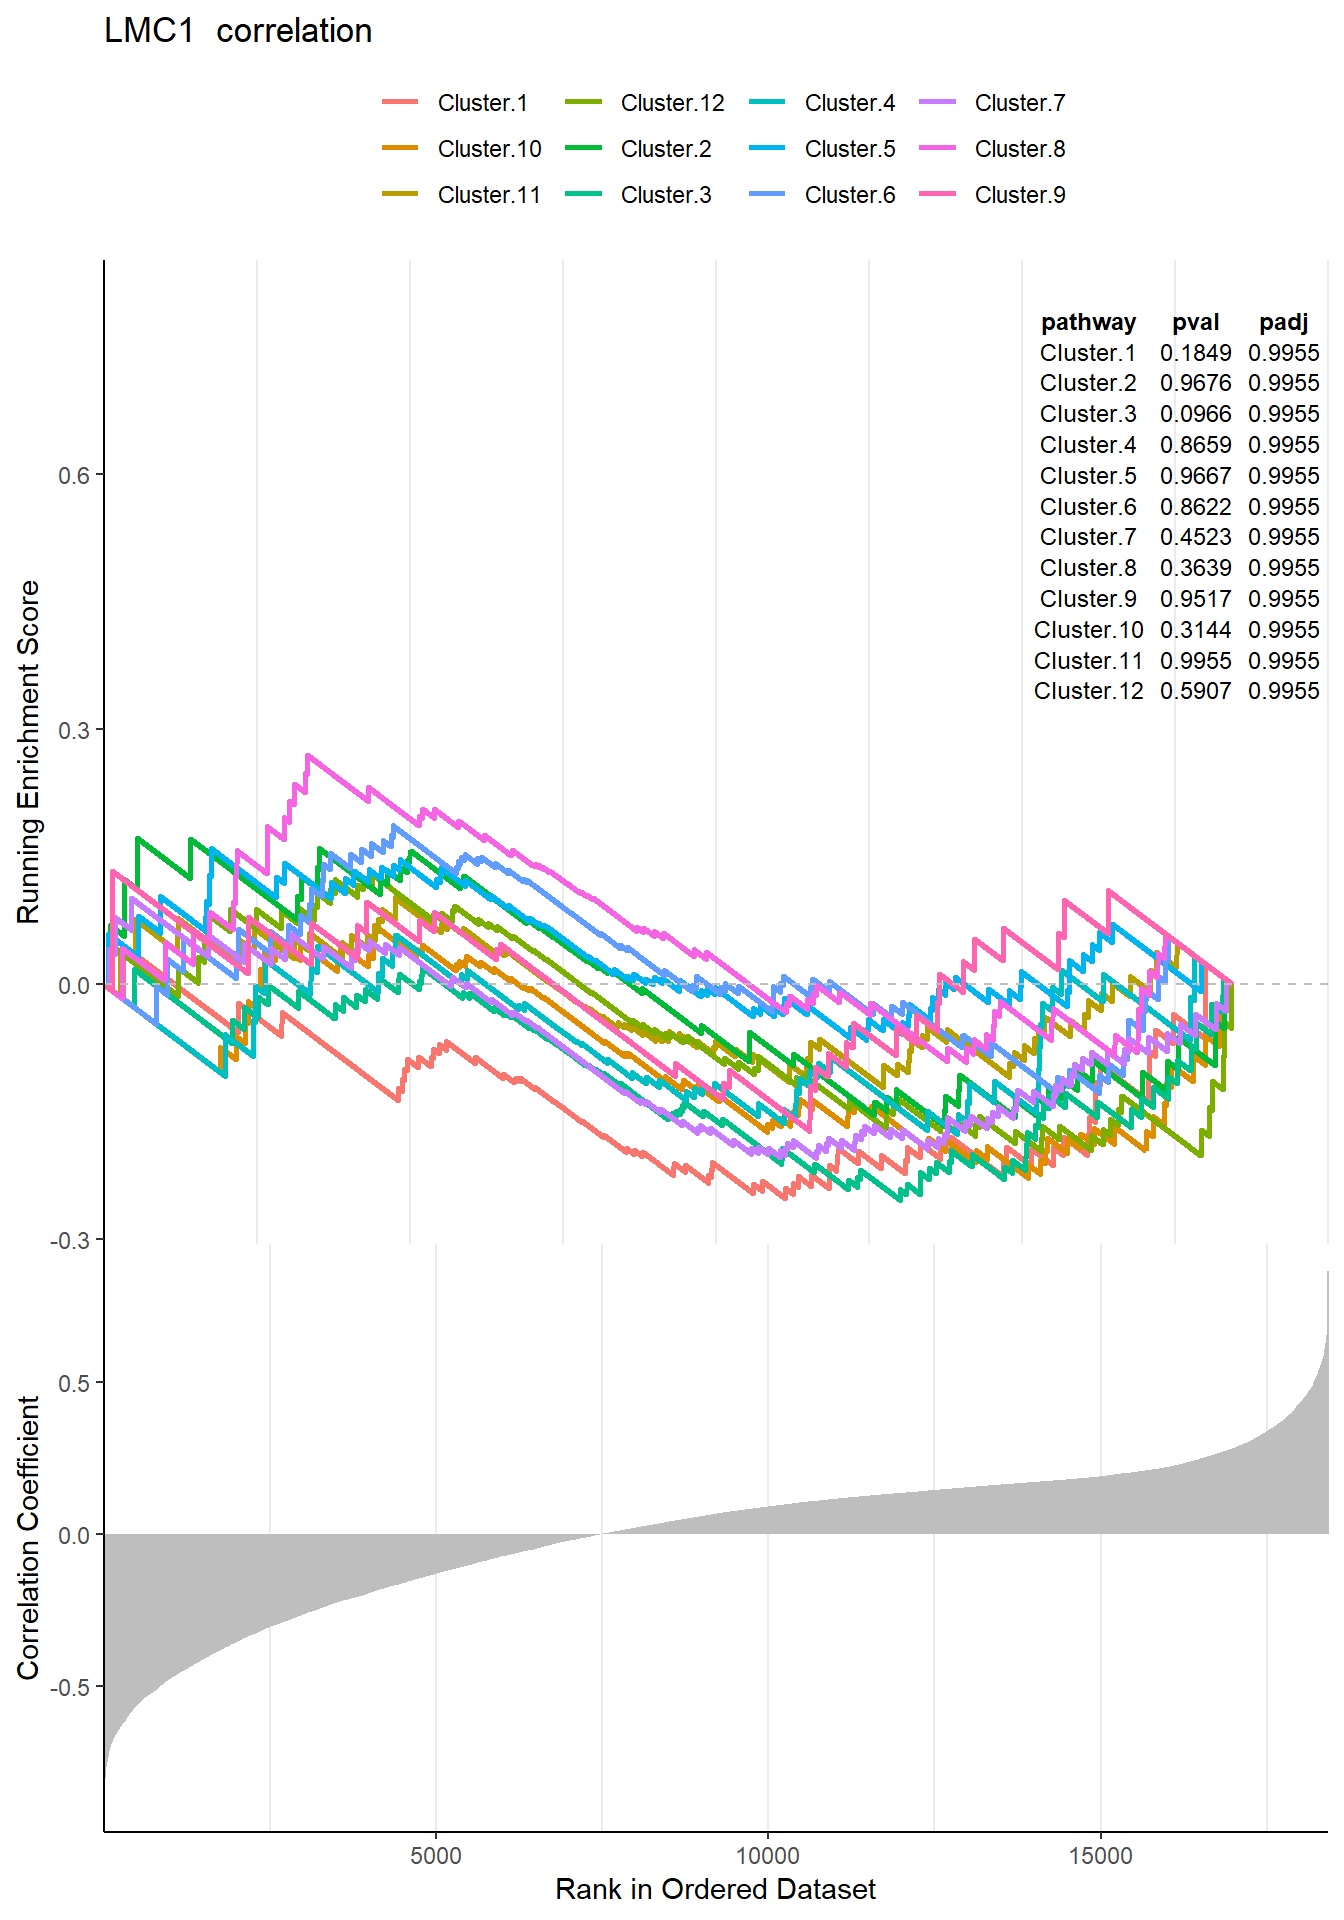 LMC1  correlation
Cluster.1 Cluster.12 Cluster.4 Cluster.7
Cluster.10 Cluster.2 Cluster.5 Cluster.8
Cluster.11 Cluster.3 Cluster.6 Cluster.9
Running Enrichment Score
0.6
0.3
0.0
-0.3
pathway pval padj
Cluster.1 0.1849 0.9955
Cluster.2 0.9676 0.9955
Cluster.3 0.0966 0.9955
Cluster.4 0.8659 0.9955
Cluster.5 0.9667 0.9955
Cluster.6 0.8622 0.9955
Cluster.7 0.4523 0.9955
Cluster.8 0.3639 0.9955
Cluster.9 0.9517 0.9955
Cluster.10 0.3144 0.9955
Cluster.11 0.9955 0.9955
Cluster.12 0.5907 0.9955
Correlation Coefficient
0.5
0.0
-0.5
5000 10000 15000
Rank in Ordered Dataset